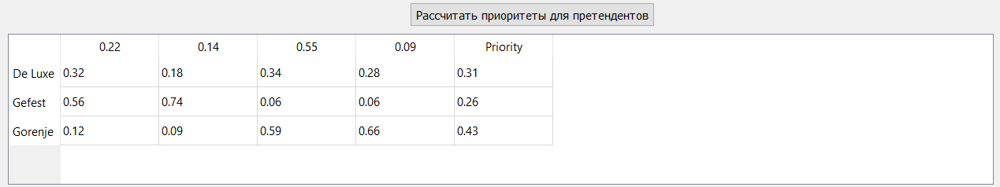 Рассчитать приоритеты для претендентов
0.22 0.14 0.55 0.09 Priority
De Luxe 0.32 0.18 0.34 0.28 0.31
Gefest 0.56 0.74 0.06 0.06 0.26
Gorenje 0.12 0.09 0.59 0.66 0.43